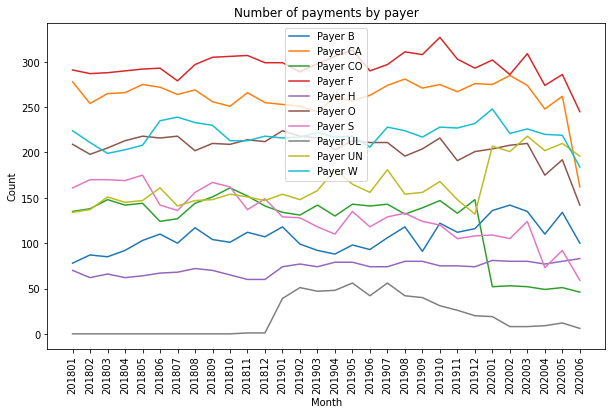 Number of payments by payer
Payer B
Payer CA
Payer CO
Payer F
Payer H
Payer O
Payer S
Payer UL
Payer UN
Payer W
Count
300
250
200
150
100
50
0
201801
201802
201803
201804
201805
201806
201807
201808
201809
201810
201811
201812
201901
201902
201903
201904
201905
201906
201907
201908
201909
201910
201911
201912
202001
202002
202003
202004
202005
202006
Month